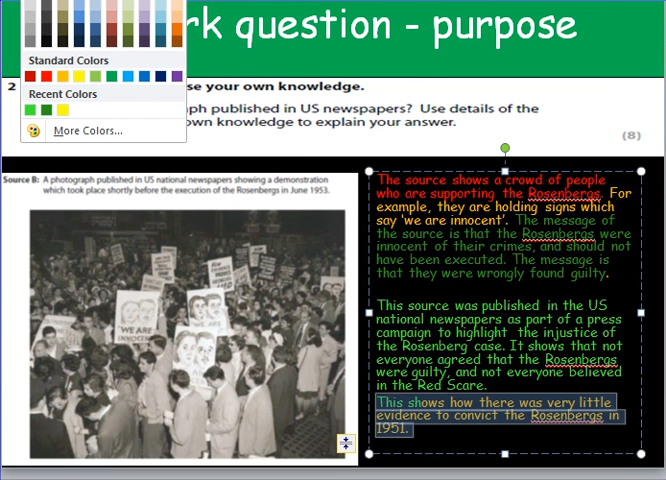 rk question - purpose
Standard Colors
Recent Colors
More Colors...
2
se your own knowledge.
ph published in US newspapers? Use details of the
own knowledge to explain your answer.
(8)
Source B: A photograph published in US national newspapers showing a demonstration
which took place shortly before the execution of the Rosenbergs in June 1953.
WE ARE
INNOCENT
The source shows a crowd of people
who are supporting the Rosenbergs. For
example, they are holding signs which
say ‘we are innocent’. The message of
the source is that the Rosenbergs were
innocent of their crimes, and should not
have been executed. The message is
that they were wrongly found guilty.
This source was published in the US
national newspapers as part of a press
campaign to highlight the injustice of
the Rosenberg case. It shows that not
everyone agreed that the Rosenbergs
were guilty, and not everyone believed
in the Red Scare.
This shows how there was very little
evidence to convict the Rosenbergs in
1951.